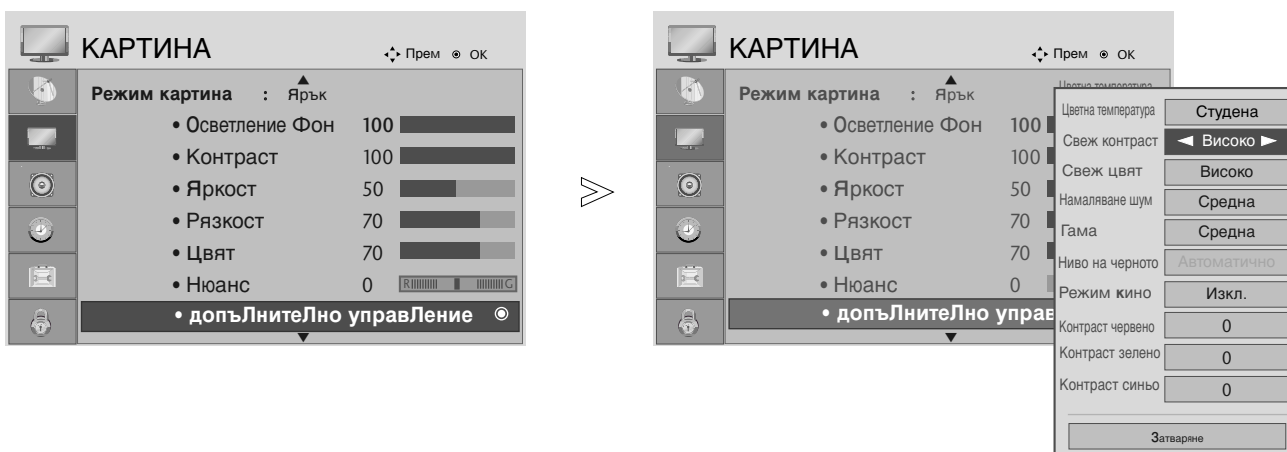 КАРТИНА
Прем ОК
Режим картина : Ярък
• Осветление Фон 100
• Контраст 100
• Яркост 50
• Рязкост 70
• Цвят 70
• Нюанс 0 R G
• допъЛнитеЛно управЛение
КАРТИНА
Прем ОК
Режим картина : Ярък
Цветна температура
• Осветление Фон 100
• Контраст 100
• Яркост 50
• Рязкост 70
• Цвят 70
• Нюанс 0
• допъЛнитеЛно управ
Цветна температура Студена
Свеж контраст ◄ Високо ►
Свеж цвят Високо
Намаляване шум Средна
Гама Средна
Ниво на черното Автоматично
Режим кино Изкл.
Контраст червено 0
Контраст зелено 0
Контраст синьо 0
Затваряне